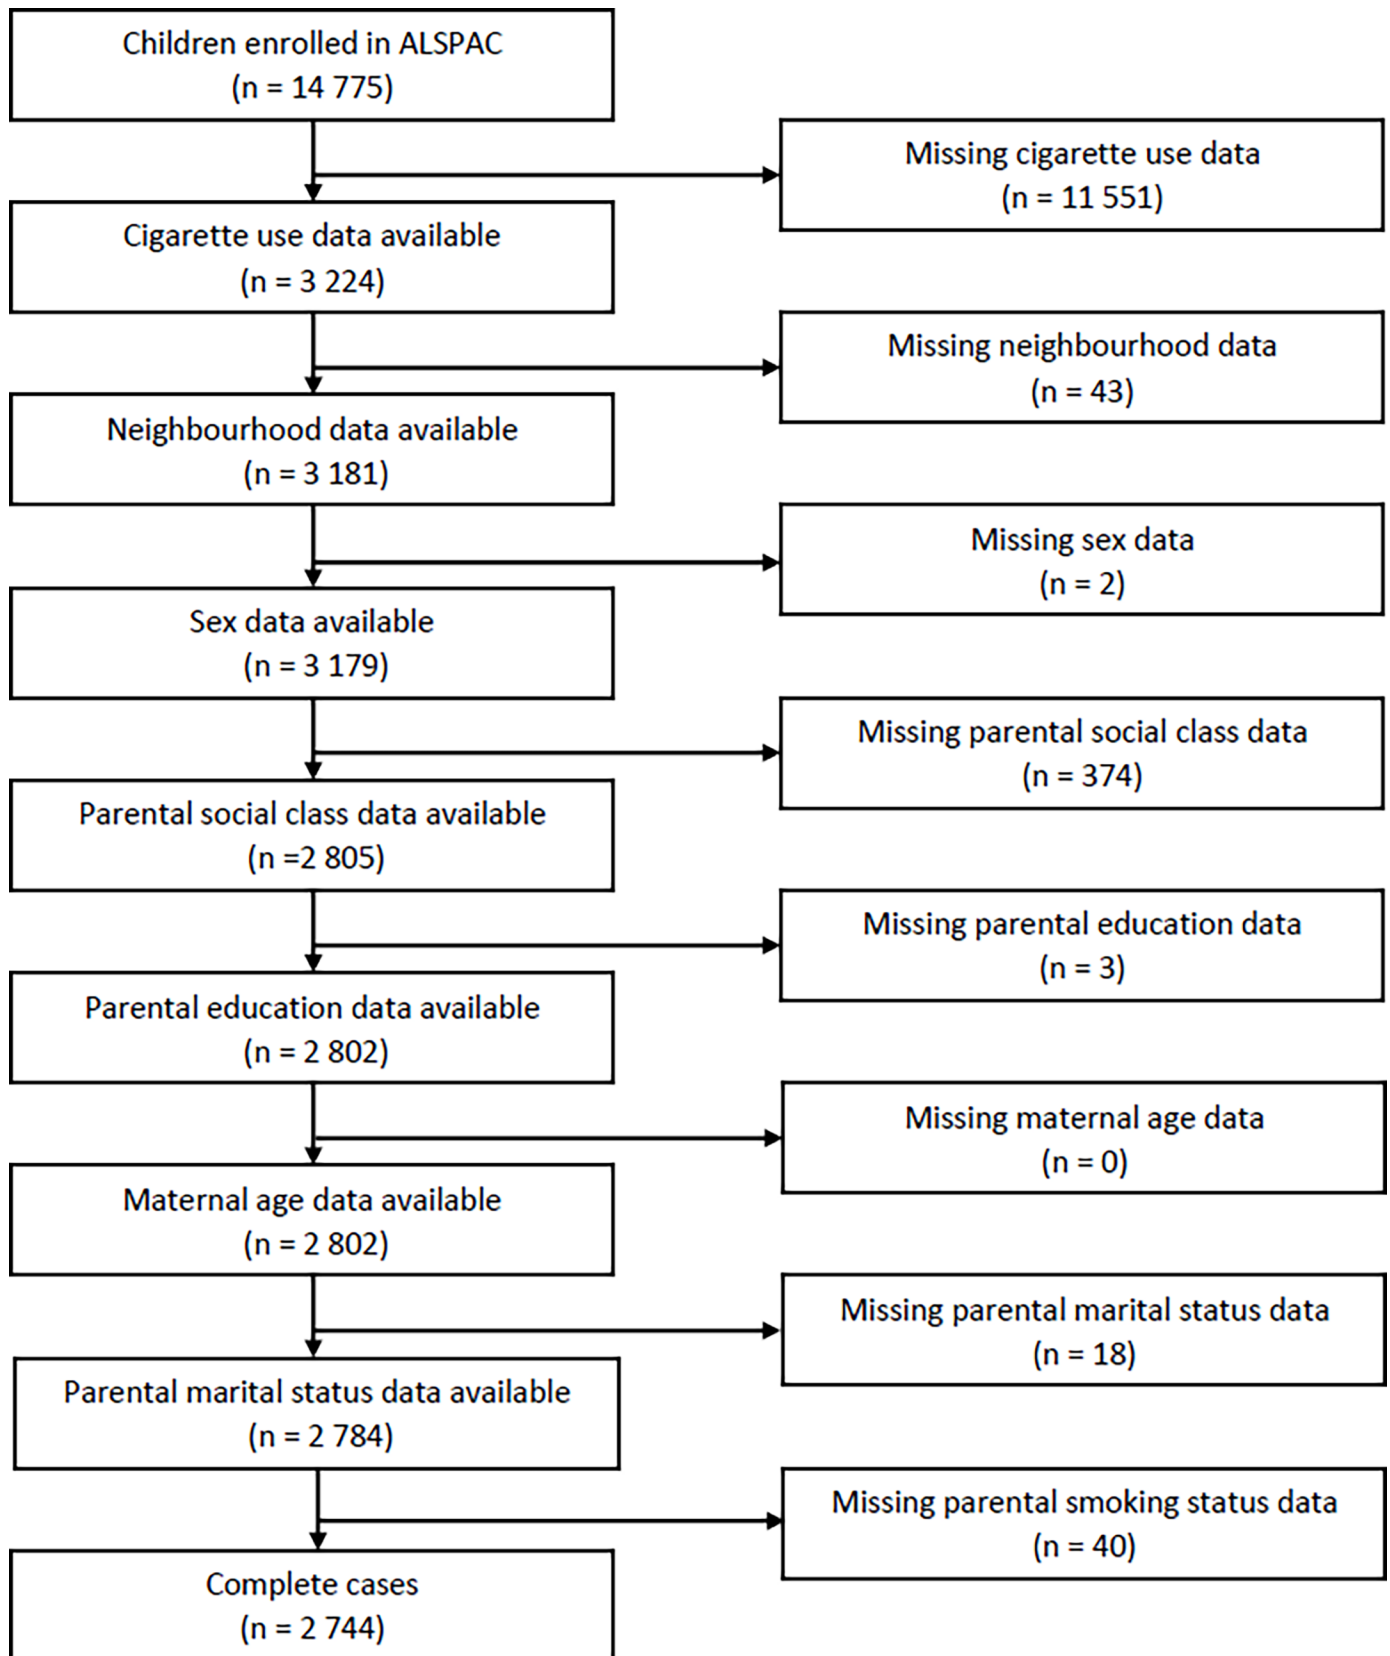 Children enrolled in ALSPAC
(n = 14 775)
Missing cigarette use data
(n = 11 551)
Cigarette use data available
(n = 3 224)
Missing neighbourhood data
(n = 43)
Neighbourhood data available
(n = 3 181)
Missing sex data
(n = 2)
Sex data available
(n = 3 179)
Missing parental social class data
(n = 374)
Parental social class data available
(n =2 805)
Missing parental education data
(n = 3)
Parental education data available
(n = 2 802)
Missing maternal age data
(n = 0)
Maternal age data available
(n = 2 802)
Missing parental marital status data
(n = 18)
Parental marital status data available
(n = 2 784)
Missing parental smoking status data
(n = 40)
Complete cases
(n = 2 744)